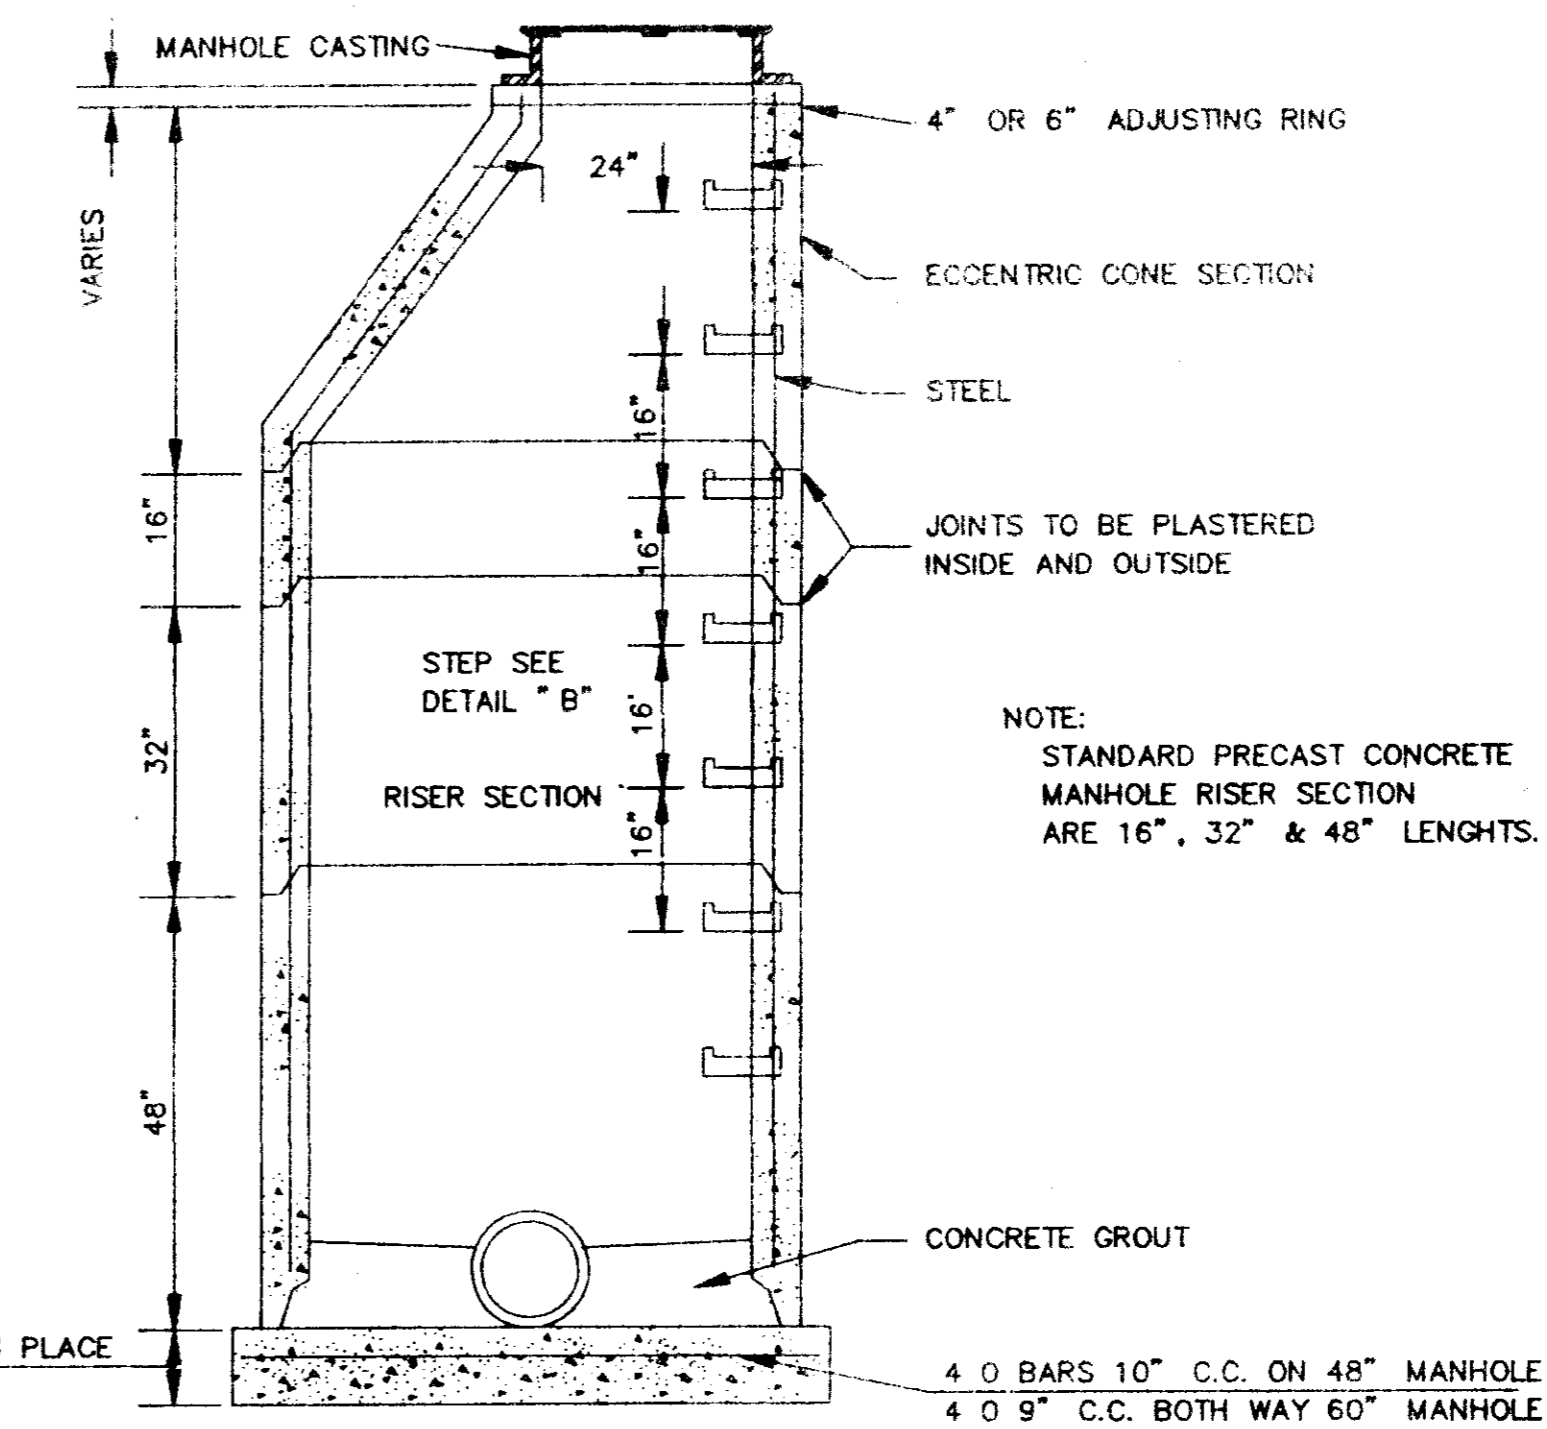 MANHOLE CASTING
4" OR 6" ADJUSTING RING
24"
VARIES
ECCENTRIC CONE SECTION
STEEL
16"
16"
JOINTS TO BE PLASTERED
INSIDE AND OUTSIDE
16"
STEP SEE
DETAIL "B"
16'
NOTE:
STANDARD PRECAST CONCRETE
MANHOLE RISER SECTION
ARE 16", 32" & 48" LENGHTS.
32"
RISER SECTION
16"
48"
CONCRETE GROUT
PLACE
4 0 BARS 10" C.C. ON 48" MANHOLE
4 0 9" C.C. BOTH WAY 60" MANHOLE